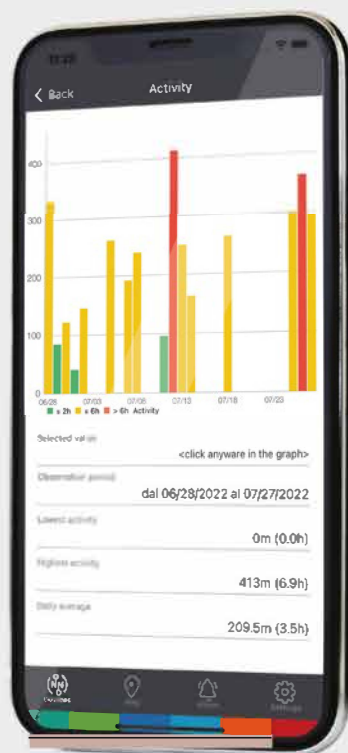 Back
Activity
400
300
200
100
0
06/28 07/03 07/08 07/13 07/18 07/23
≤ 2h ≤ 6h > 6h Activity
Selected value
<click anyware in the graph>
Observation period
dal 06/28/2022 al 07/27/2022
Lowest activity
0m (0.0h)
Highest activity
413m (6.9h)
Daily average
209.5m (3.5h)
Settings